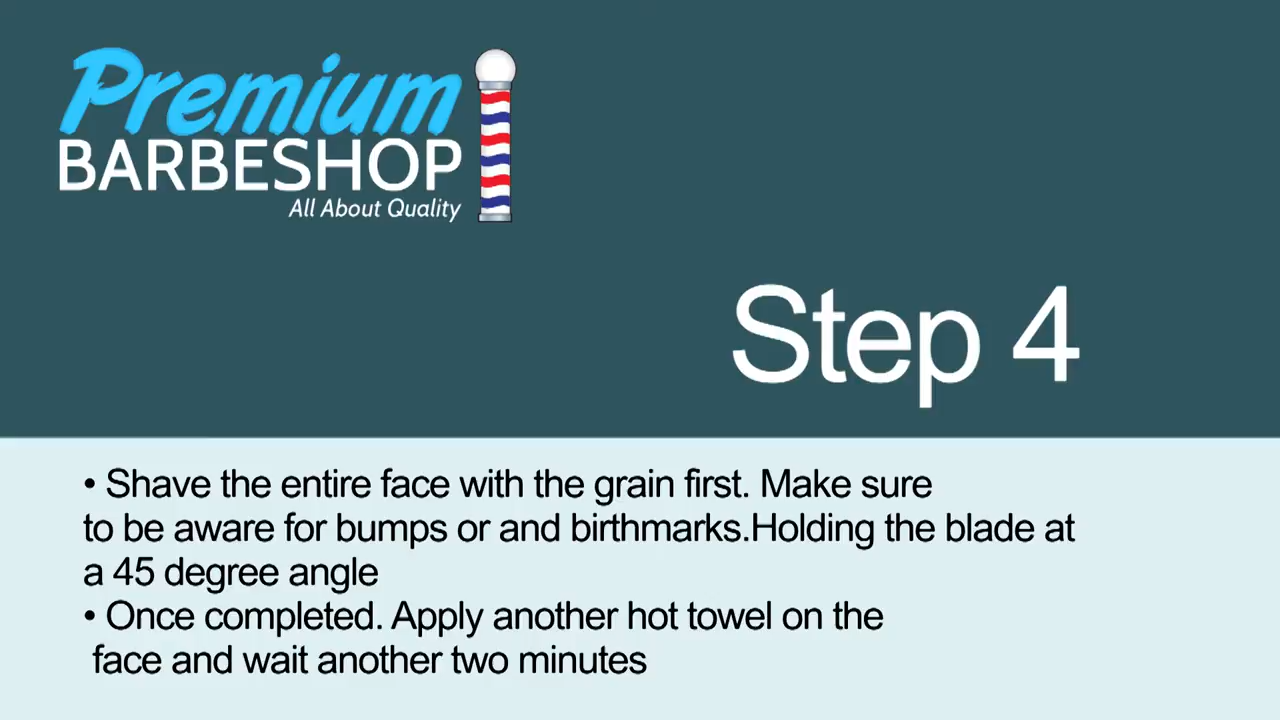 Premium
BARBESHOP
All About Quality
Step 4
• Shave the entire face with the grain first. Make sure
to be aware for bumps or and birthmarks.Holding the blade at
a 45 degree angle
• Once completed. Apply another hot towel on the
face and wait another two minutes